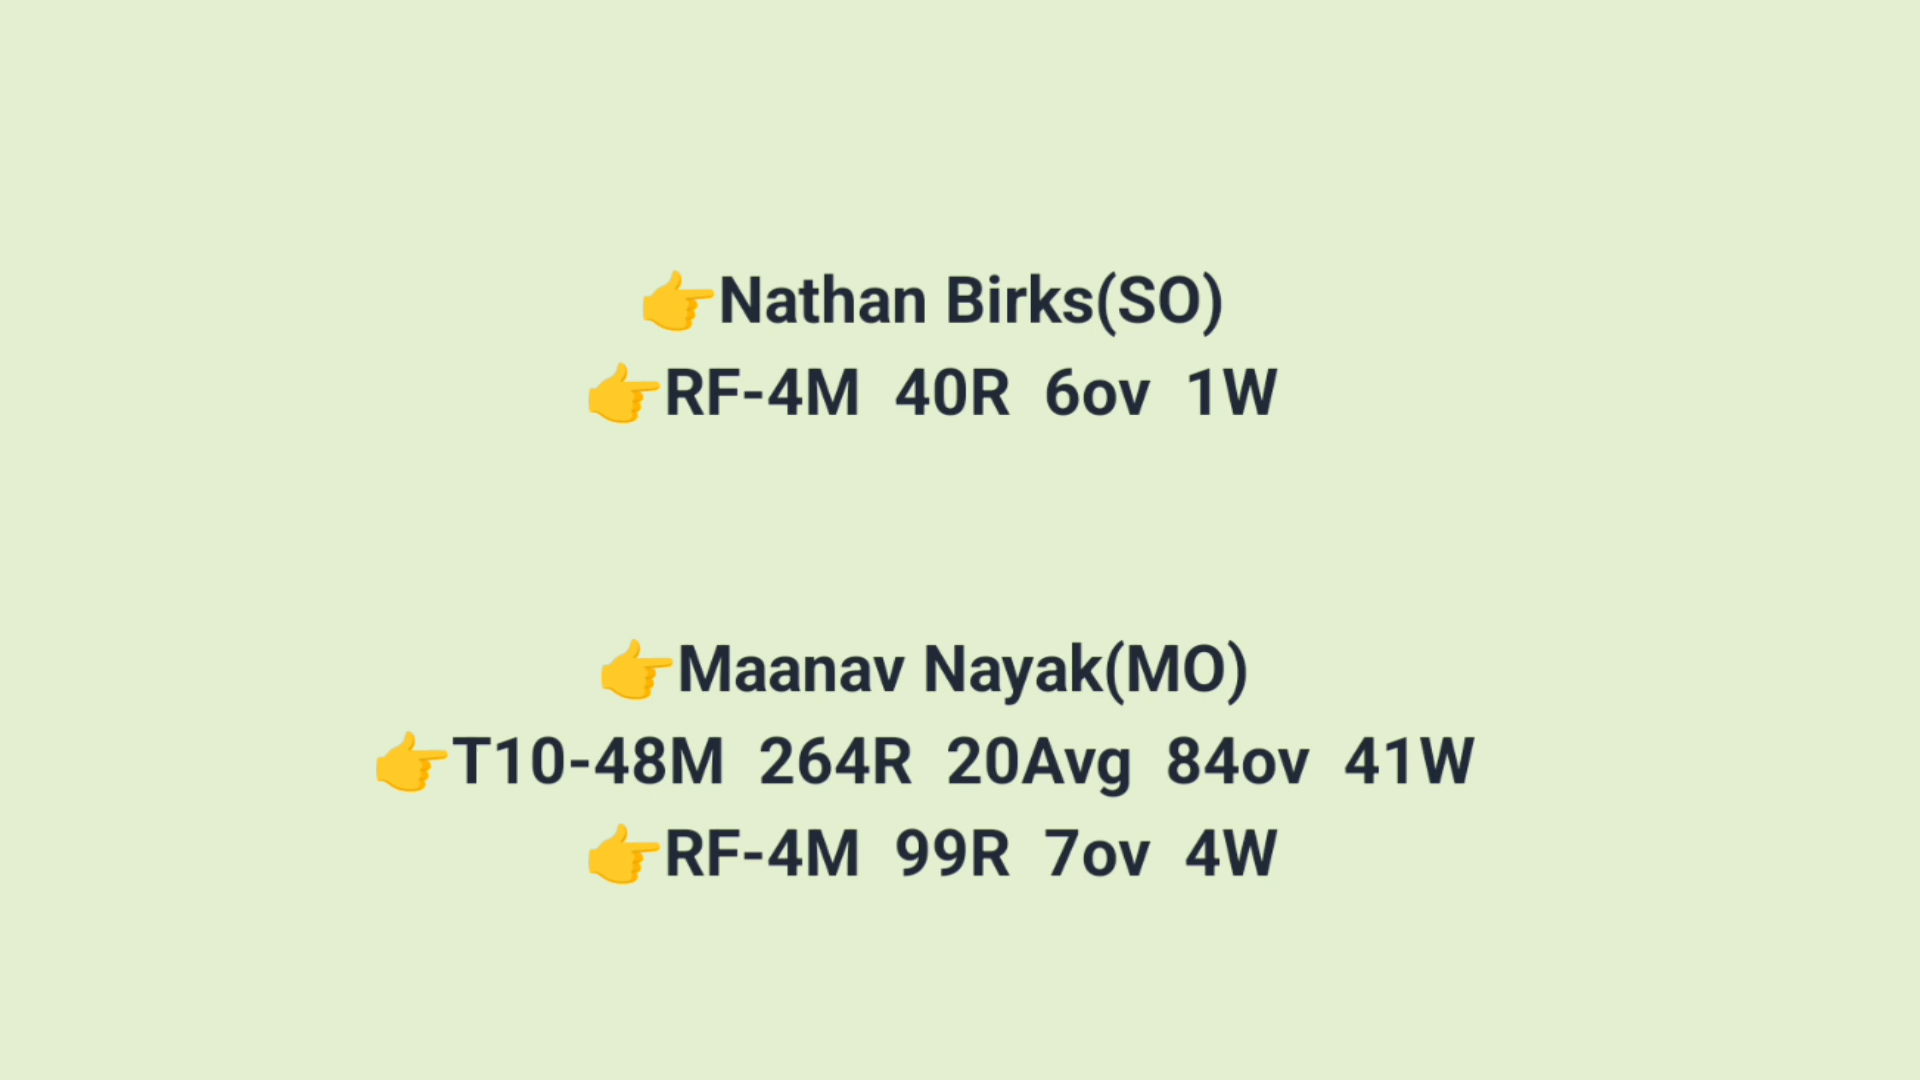 👉Nathan Birks(SO)
👉RF-4M 40R 6ov 1W
👉Maanav Nayak(MO)
👉T10-48M 264R 20Avg 84ov 41W
👉RF-4M 99R 7ov 4W